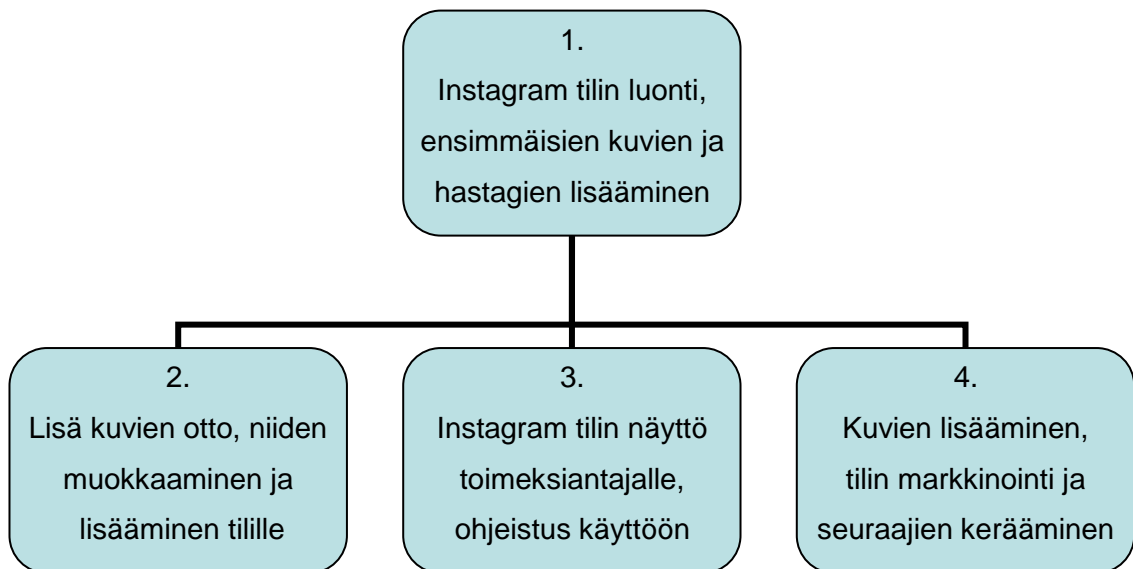 1.
Instagram tilin luonti,
ensimmäisien kuvien ja
hastagien lisääminen
2.
Lisä kuvien otto, niiden
muokkaaminen ja
lisääminen tilille
3.
Instagram tilin näyttö
toimeksiantajalle,
ohjeistus käyttöön
4.
Kuvien lisääminen,
tilin markkinointi ja
seuraajien kerääminen